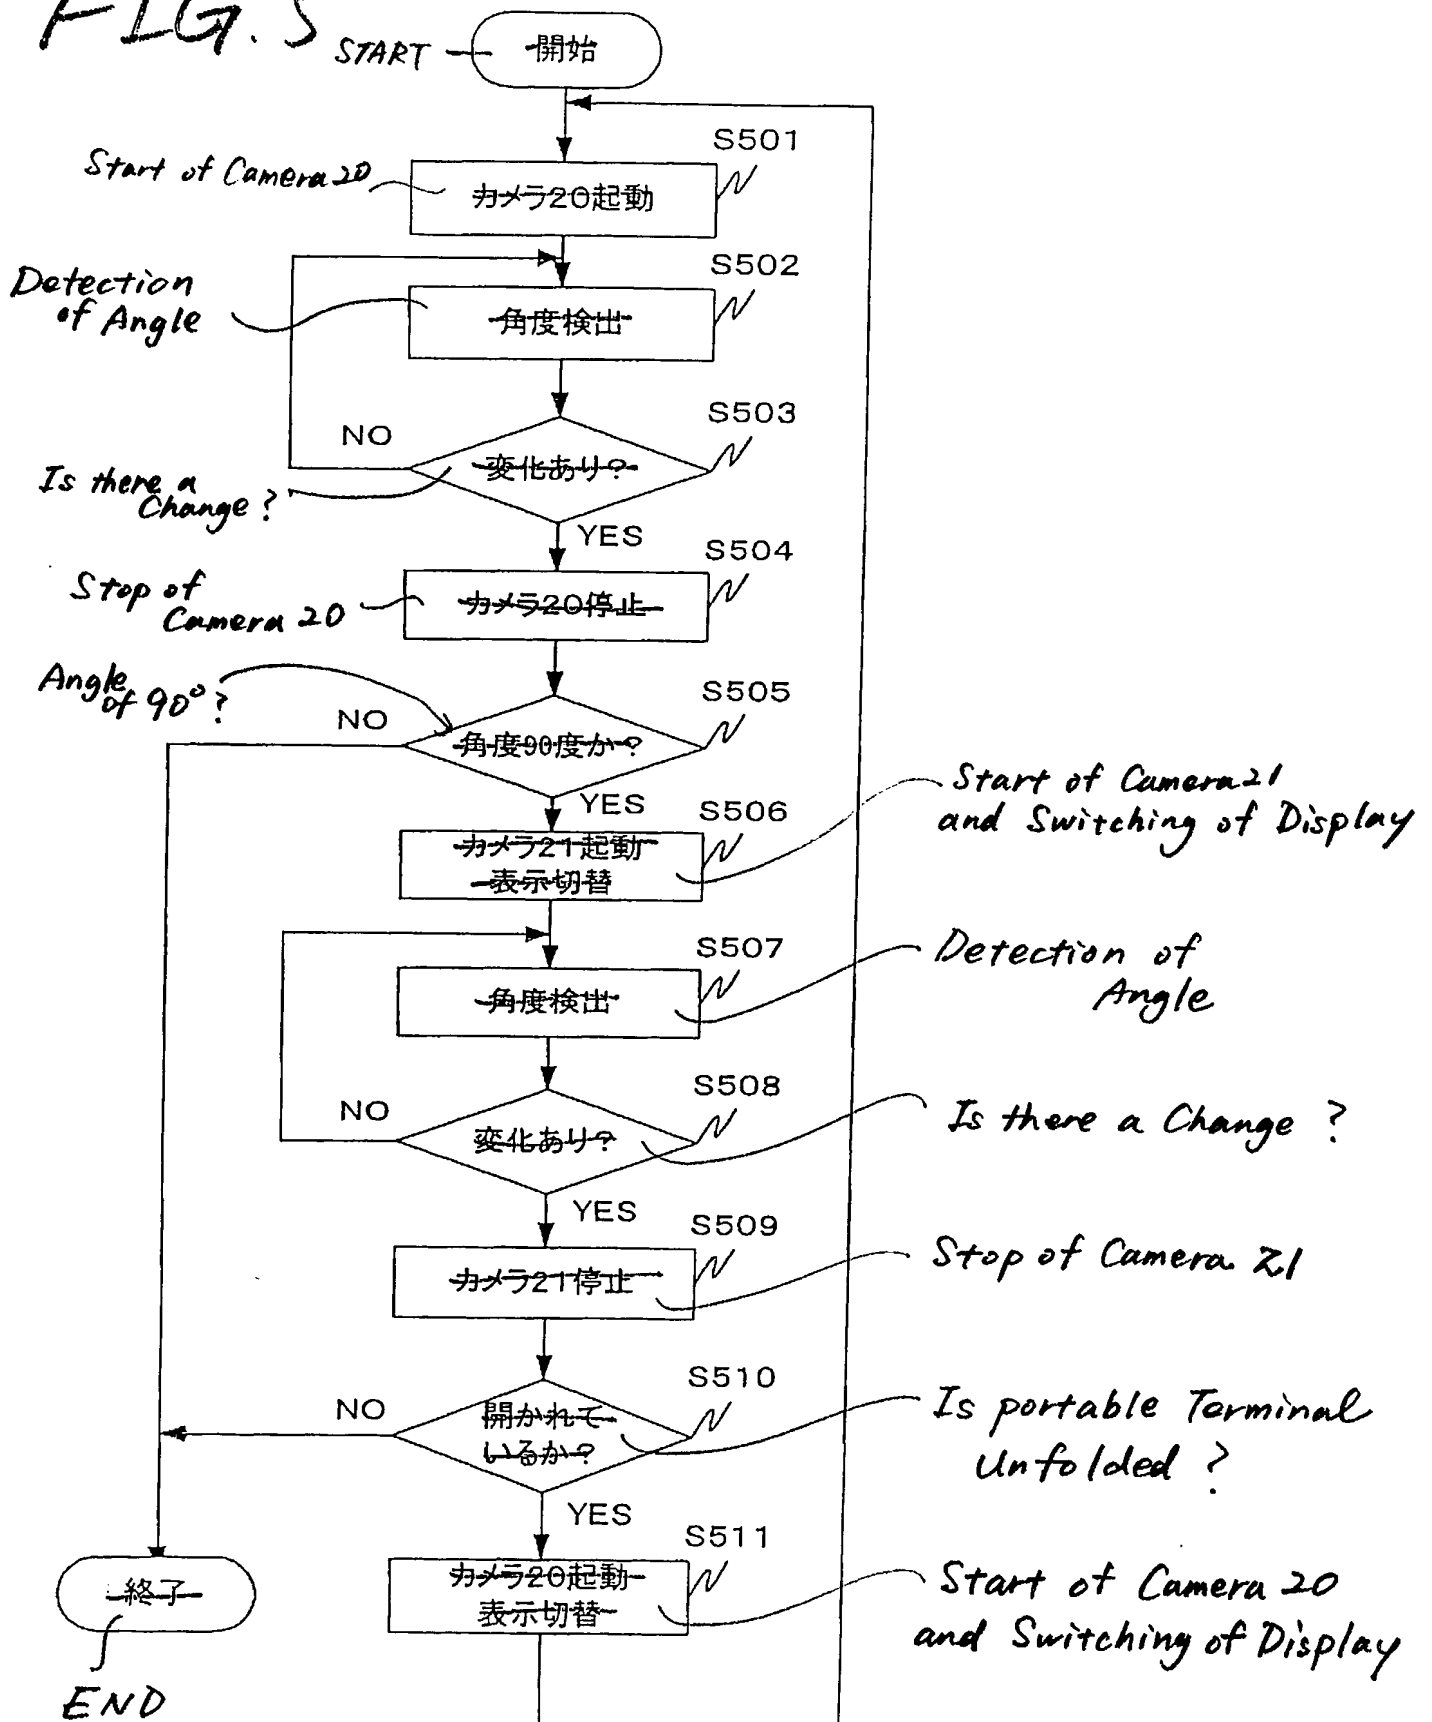 FIG. 5
START
開始
S501
Start of Camera 20
カメラ20起動
S502
Detection
of Angle
角度検出
S503
NO
変化あり?
Is there a
Change ?
YES
S504
Stop of
Camera 20
カメラ20停止
Angle
of 90° ?
S505
NO
角度90度か?
YES
S506
Start of Camera 21
and Switching of Display
カメラ21起動
表示切替
S507
Detection of
Angle
角度検出
S508
NO
変化あり?
Is there a Change ?
YES
S509
Stop of Camera 21
カメラ21停止
S510
NO
開かれて
いるか?
Is portable Terminal
Unfolded ?
YES
S511
カメラ20起動
表示切替
Start of Camera 20
and Switching of Display
終了
END